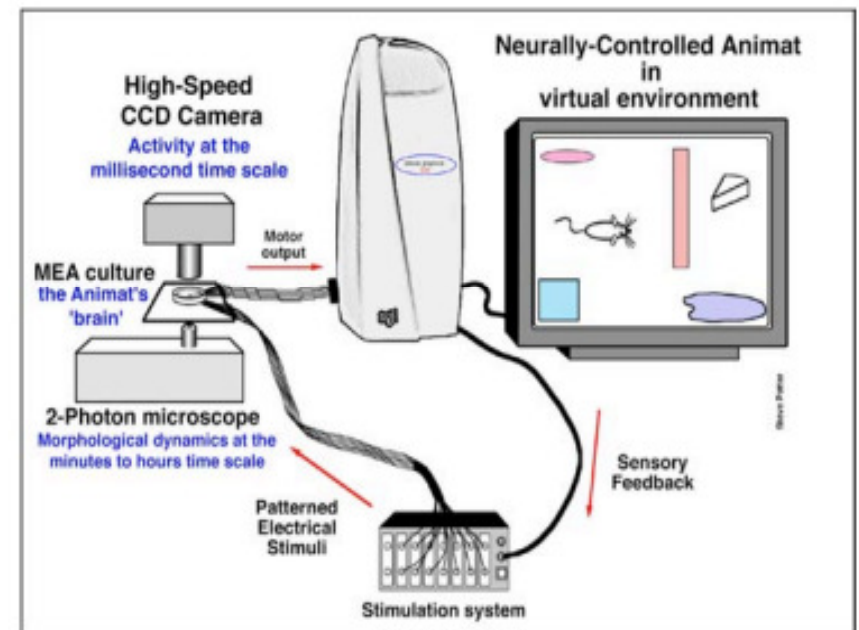 Neurally-Controlled Animat
in
virtual environment
High-Speed
CCD Camera
Activity at the
millisecond time scale
Motor
output
MEA culture
the Animat's
'brain'
2-Photon microscope
Morphological dynamics at the
minutes to hours time scale
Sensory
Feedback
Patterned
Electrical
Stimuli
Stimulation system